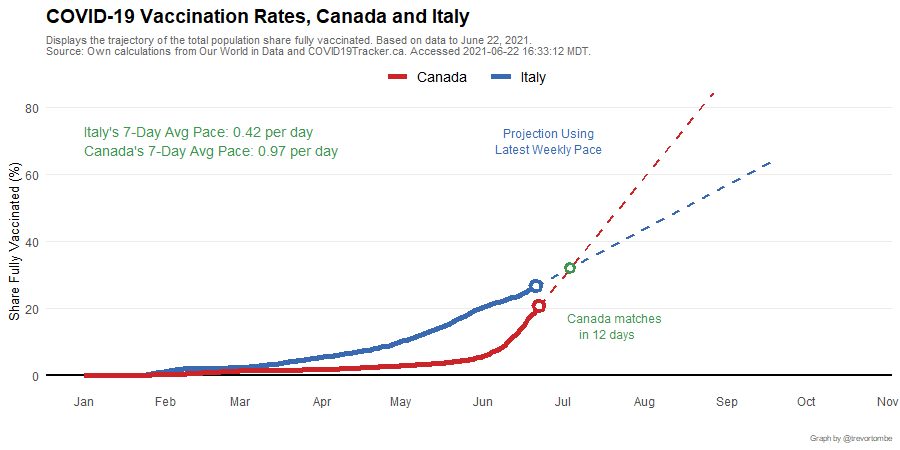 COVID-19 Vaccination Rates, Canada and Italy
Displays the trajectory of the total population share fully vaccinated. Based on data to June 22, 2021.
Source: Own calculations from Our World in Data and COVID19Tracker.ca. Accessed 2021-06-22 16:33:12 MDT.
Canada Italy
Share Fully Vaccinated (%)
80
60
40
20
0
Italy's 7-Day Avg Pace: 0.42 per day
Canada's 7-Day Avg Pace: 0.97 per day
Projection Using
Latest Weekly Pace
Canada matches
in 12 days
Jan Feb Mar Apr May Jun Jul Aug Sep Oct Nov
Graph by @trevortombe